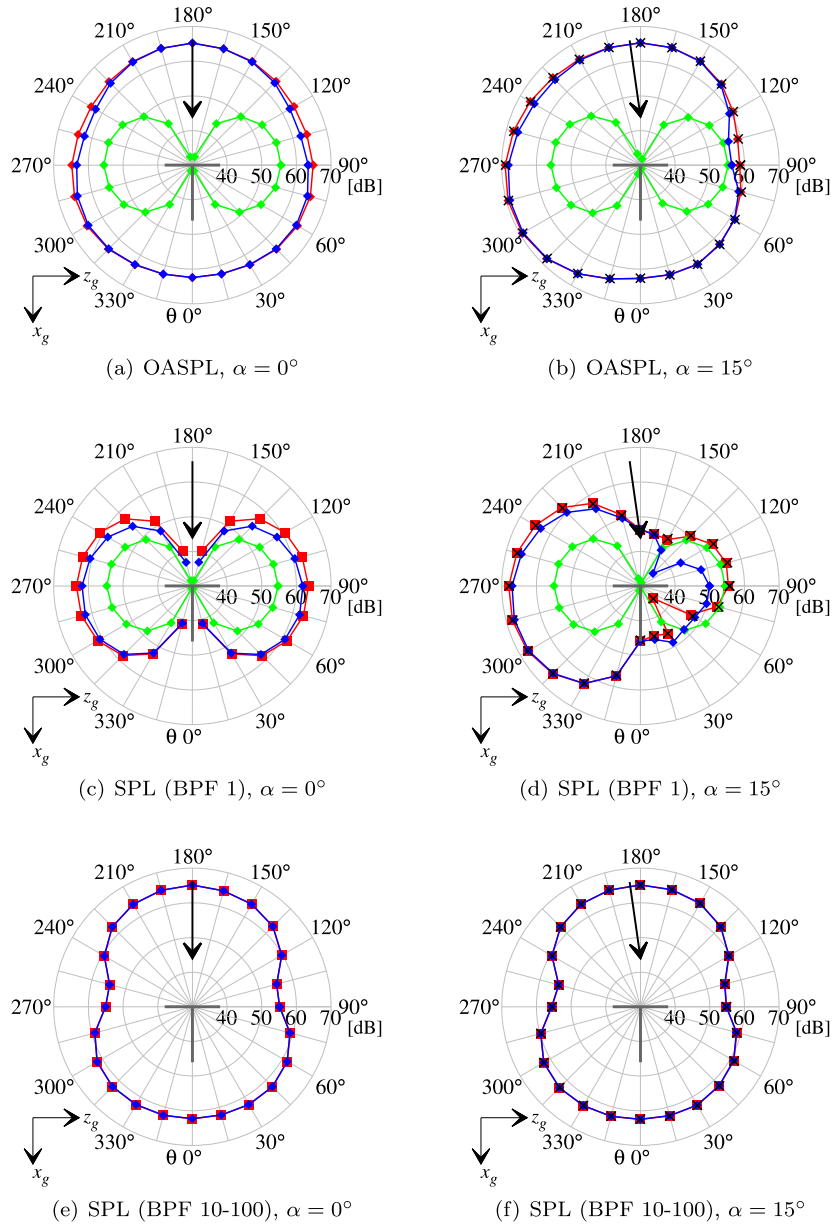 180°
210° 150°
240° 120°
270° 40 50 60 70 90°
[dB]
300° 60°
330° 30°
θ 0°
z_g
x_g
(a) OASPL, α = 0°
180°
210° 150°
240° 120°
270° 40 50 60 70 90°
[dB]
300° 60°
330° 30°
θ 0°
z_g
x_g
(b) OASPL, α = 15°
180°
210° 150°
240° 120°
270° 40 50 60 70 90°
[dB]
300° 60°
330° 30°
θ 0°
z_g
x_g
(c) SPL (BPF 1), α = 0°
180°
210° 150°
240° 120°
270° 40 50 60 70 90°
[dB]
300° 60°
330° 30°
θ 0°
z_g
x_g
(d) SPL (BPF 1), α = 15°
180°
210° 150°
240° 120°
270° 40 50 60 70 90°
[dB]
300° 60°
330° 30°
θ 0°
z_g
x_g
(e) SPL (BPF 10-100), α = 0°
180°
210° 150°
240° 120°
270° 40 50 60 70 90°
[dB]
300° 60°
330° 30°
θ 0°
z_g
x_g
(f) SPL (BPF 10-100), α = 15°